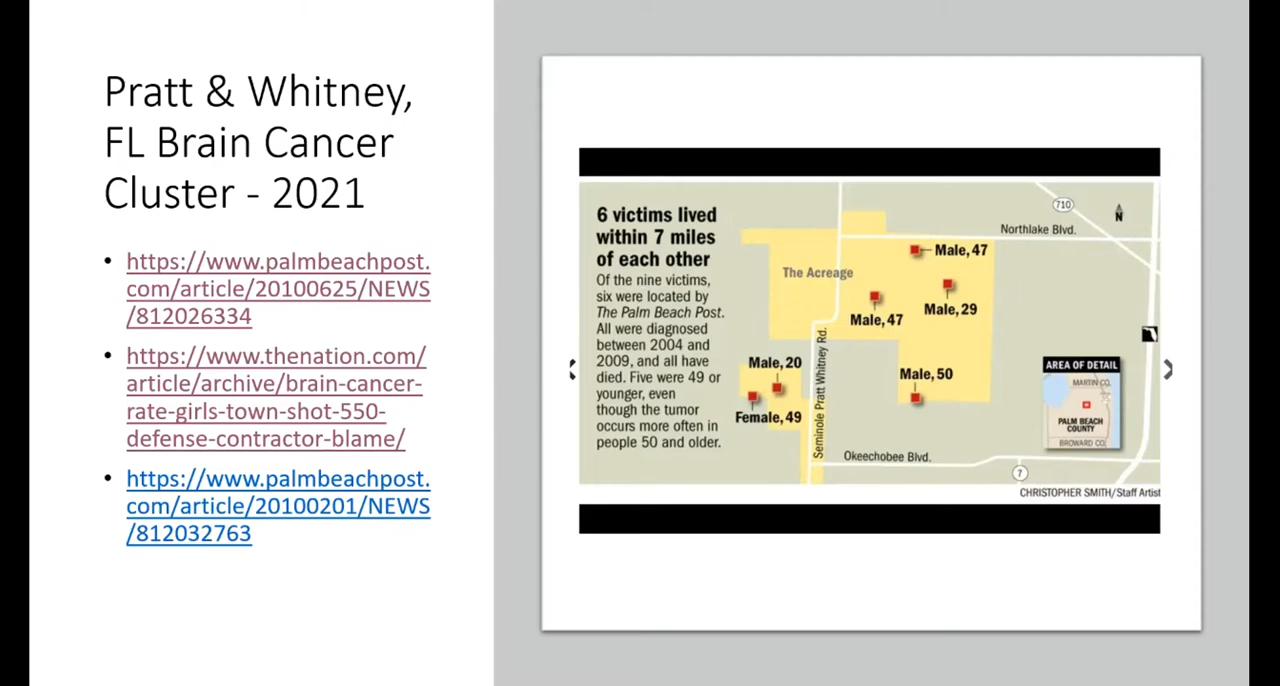 Pratt & Whitney,
FL Brain Cancer
Cluster - 2021
• https://www.palmbeachpost.
com/article/20100625/NEWS
/812026334
• https://www.thenation.com/
article/archive/brain-cancer-
rate-girls-town-shot-550-
defense-contractor-blame/
• https://www.palmbeachpost.
com/article/20100201/NEWS
/812032763
6 victims lived
within 7 miles
of each other
Of the nine victims,
six were located by
The Palm Beach Post.
All were diagnosed
between 2004 and
2009, and all have
died. Five were 49 or
younger, even
though the tumor
occurs more often in
people 50 and older.
710
N
Northlake Blvd.
The Acreage
Male, 47
Male, 29
Male, 47
Male, 20
Male, 50
Female, 49
Seminole Pratt Whitney Rd.
Okeechobee Blvd.
7
AREA OF DETAIL
MARTIN CO.
PALM BEACH
COUNTY
BROWARD CO.
CHRISTOPHER SMITH/Staff Artist